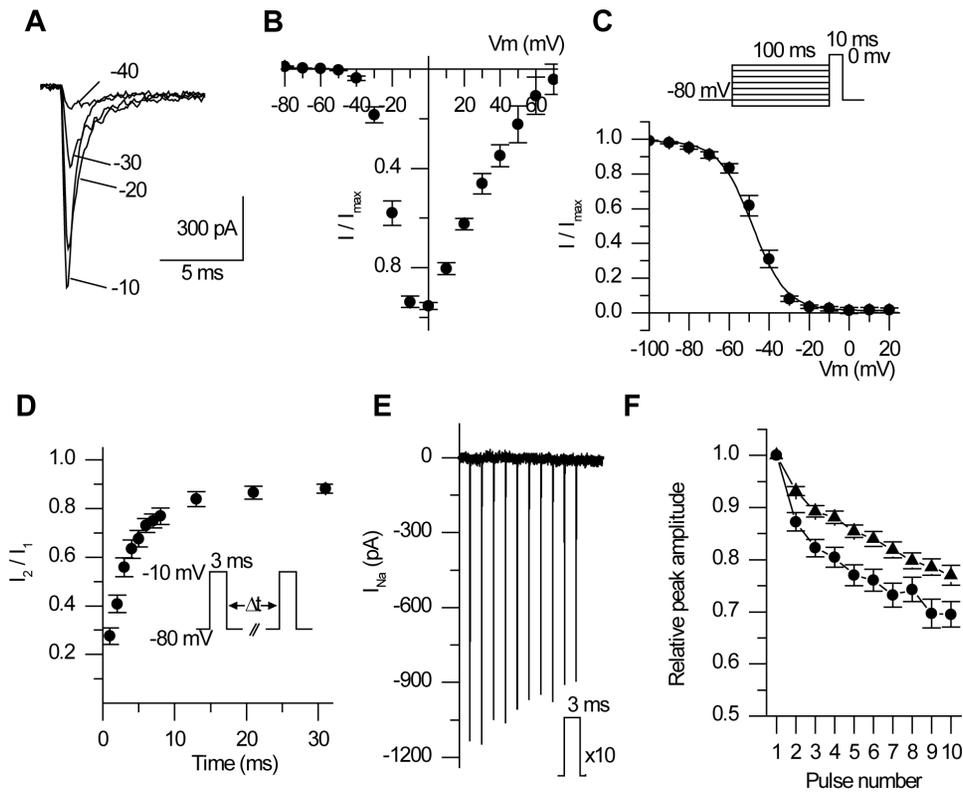 A
-40
-30
-20
-10
300 pA
5 ms
B
Vm (mV)
-80 -60 -40 -20 20 40 60
0.4
0.8
I / Imax
C
100 ms
10 ms
0 mv
-80 mV
1.0
0.8
0.6
0.4
0.2
0.0
I / Imax
-100 -80 -60 -40 -20 0 20
Vm (mV)
D
1.0
0.8
0.6
0.4
0.2
I2 / I1
-10 mV
3 ms
Δt
-80 mV
0 10 20 30
Time (ms)
E
0
-300
-600
-900
-1200
INa (pA)
3 ms
x10
F
1.0
0.9
0.8
0.7
0.6
0.5
Relative peak amplitude
1 2 3 4 5 6 7 8 9 10
Pulse number